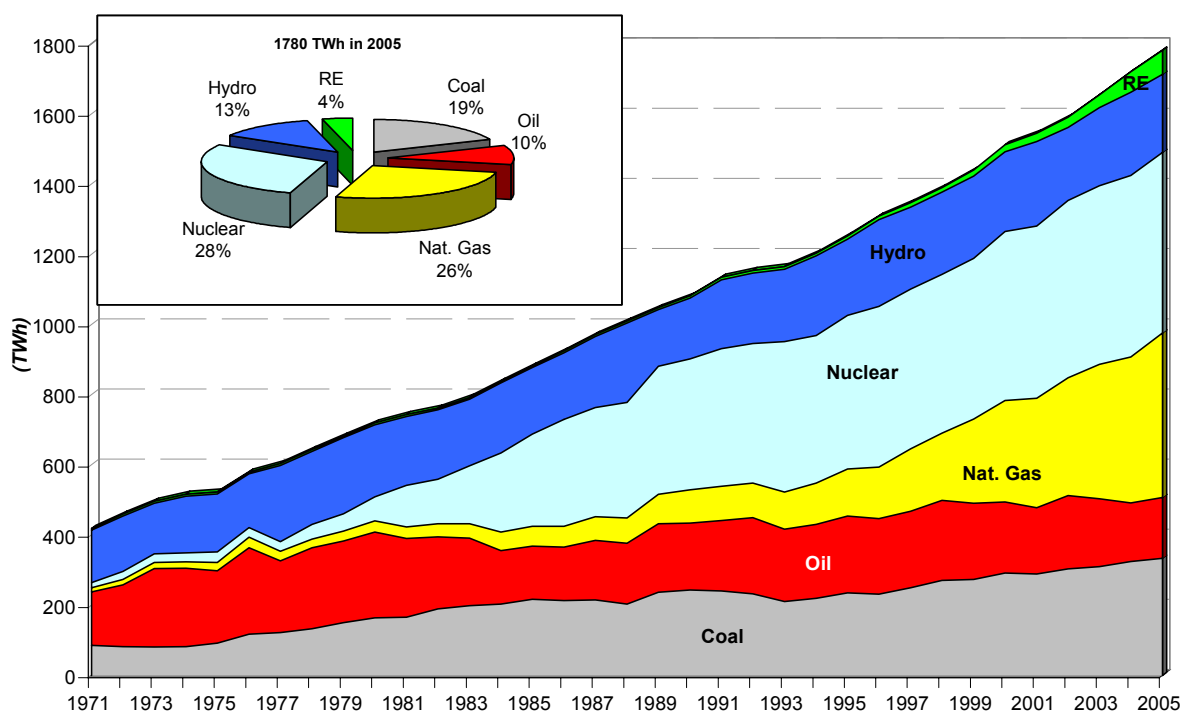 1780 TWh in 2005
RE
4%
Hydro
13%
Coal
19%
Oil
10%
Nuclear
28%
Nat. Gas
26%
(TWh)
1800
1600
1400
1200
1000
800
600
400
200
0
RE
Hydro
Nuclear
Nat. Gas
Oil
Coal
1971 1973 1975 1977 1979 1981 1983 1985 1987 1989 1991 1993 1995 1997 1999 2001 2003 2005